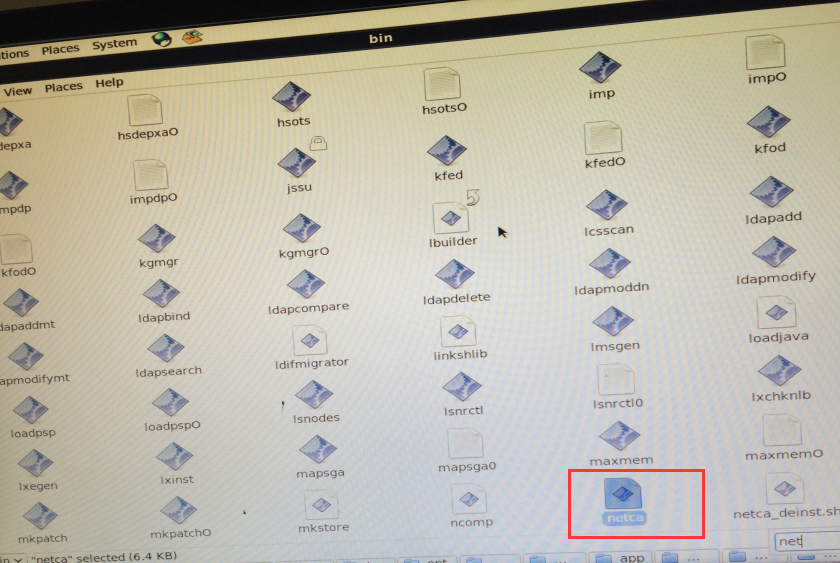 tions Places System
bin
View Places Help
depxa hsdepxaO hsots hsotsO imp impO
mpdp impdpO jssu kfed kfedO kfod
kfodO kgmgr kgmgrO lbuilder lcsscan ldapadd
dapaddmt ldapbind ldapcompare ldapdelete ldapmoddn ldapmodify
apmodifymt ldapsearch ldifmigrator linkshlib lmsgen loadjava
loadpsp loadpspO lsnodes lsnrctl lsnrctl0 lxchknlb
lxegen lxinst mapsga mapsga0 maxmem maxmemO
mkpatch mkpatchO mkstore ncomp netca netca_deinst.sh
"netca" selected (6.4 KB)
net
app